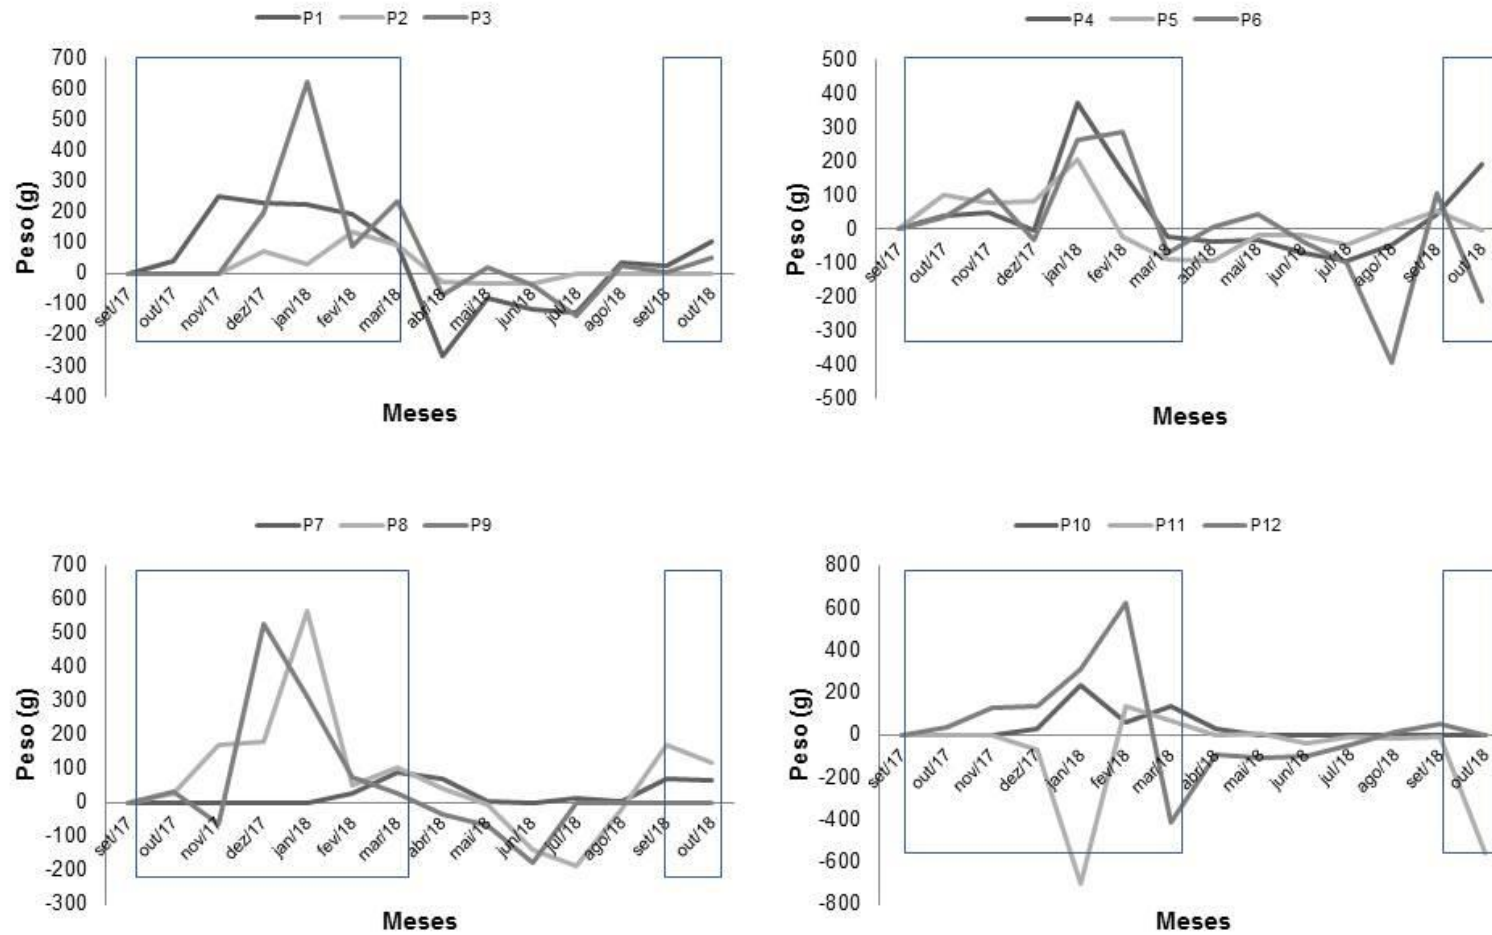 P1 P2 P3
700
600
500
400
300
200
100
0
-100
-200
-300
-400
Peso (g)
set/17 out/17 nov/17 dez/17 jan/18 fev/18 mar/18 abr/18 mai/18 jun/18 jul/18 ago/18 set/18 out/18
Meses
P4 P5 P6
500
400
300
200
100
0
-100
-200
-300
-400
-500
Peso (g)
set/17 out/17 nov/17 dez/17 jan/18 fev/18 mar/18 abr/18 mai/18 jun/18 jul/18 ago/18 set/18 out/18
Meses
P7 P8 P9
700
600
500
400
300
200
100
0
-100
-200
-300
Peso (g)
set/17 out/17 nov/17 dez/17 jan/18 fev/18 mar/18 abr/18 mai/18 jun/18 jul/18 ago/18 set/18 out/18
Meses
P10 P11 P12
800
600
400
200
0
-200
-400
-600
-800
Peso (g)
set/17 out/17 nov/17 dez/17 jan/18 fev/18 mar/18 abr/18 mai/18 jun/18 jul/18 ago/18 set/18 out/18
Meses